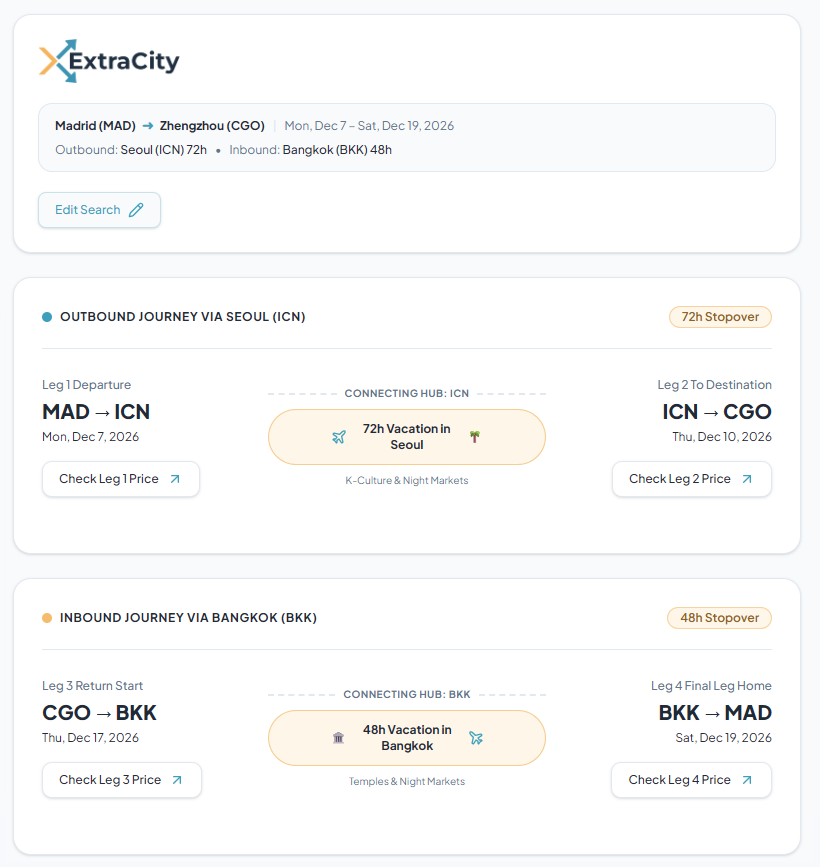 ExtraCity
Madrid (MAD) → Zhengzhou (CGO) | Mon, Dec 7 – Sat, Dec 19, 2026
Outbound: Seoul (ICN) 72h • Inbound: Bangkok (BKK) 48h
Edit Search
OUTBOUND JOURNEY VIA SEOUL (ICN)
72h Stopover
Leg 1 Departure
MAD → ICN
Mon, Dec 7, 2026
Check Leg 1 Price
CONNECTING HUB: ICN
72h Vacation in
Seoul
K-Culture & Night Markets
Leg 2 To Destination
ICN → CGO
Thu, Dec 10, 2026
Check Leg 2 Price
INBOUND JOURNEY VIA BANGKOK (BKK)
48h Stopover
Leg 3 Return Start
CGO → BKK
Thu, Dec 17, 2026
Check Leg 3 Price
CONNECTING HUB: BKK
48h Vacation in
Bangkok
Temples & Night Markets
Leg 4 Final Leg Home
BKK → MAD
Sat, Dec 19, 2026
Check Leg 4 Price